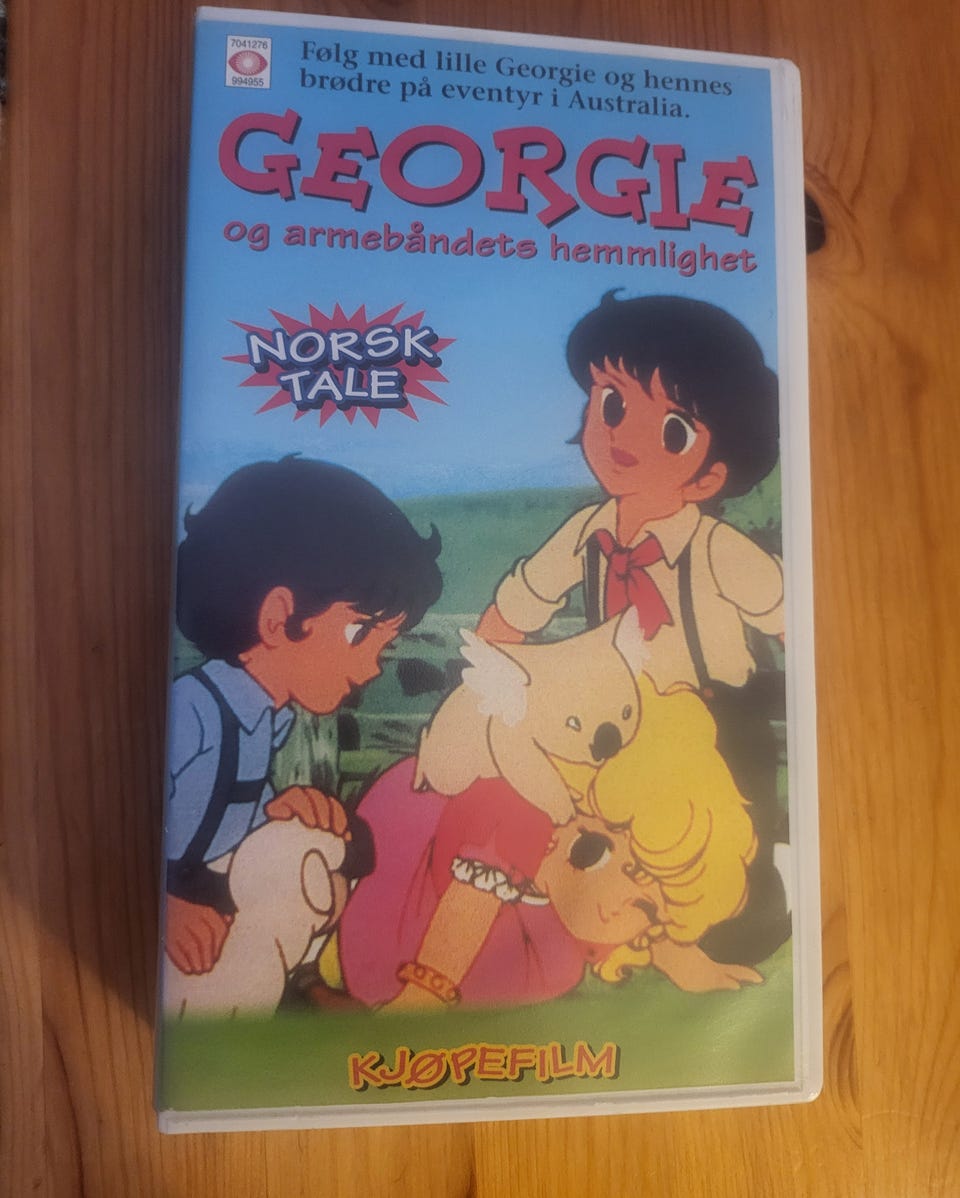 7041276
994955
Følg med lille Georgie og hennes
brødre på eventyr i Australia.
GEORGIE
og armebåndets hemmlighet
NORSK
TALE
KJØPEFILM